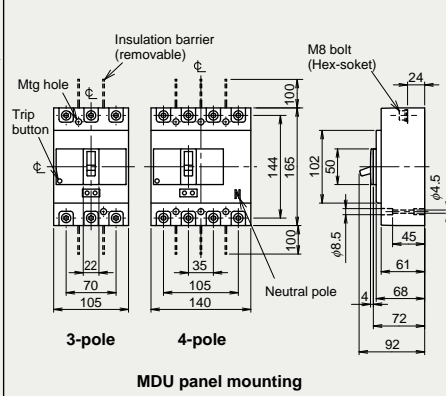 Insulation barrier
(removable)
℄
℄
Mtg hole
M8 bolt
(Hex-soket)
24
100
Trip
button
℄
144
165
102
50
φ4.5
N
φ8.5
45
100
22
35
61
70
105
Neutral pole
4
68
105
140
72
92
3-pole
4-pole
MDU panel mounting